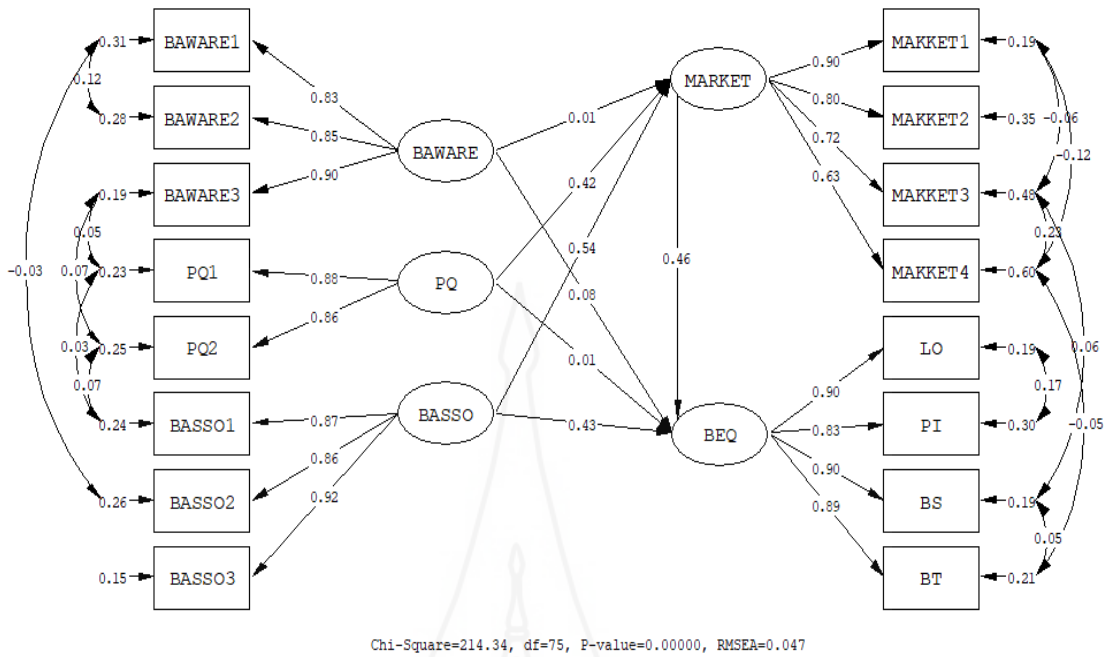 0.31 BAWARE1
0.12
0.28 BAWARE2
0.19 BAWARE3
0.05
0.07 0.23 PQ1
-0.03
0.03 0.25 PQ2
0.07
0.24 BASSO1
0.26 BASSO2
0.15 BASSO3
0.83
0.85
0.90
0.88
0.86
0.87
0.86
0.92
BAWARE
PQ
BASSO
0.01
0.42
0.54
0.08
0.01
0.43
0.46
MARKET
BEQ
0.90
0.80
0.72
0.63
0.90
0.83
0.90
0.89
MAKKET1 0.19
MAKKET2 0.35 -0.06
-0.12
MAKKET3 0.48
0.23
MAKKET4 0.60
LO 0.19 0.06
0.17
PI 0.30 -0.05
BS 0.19
0.05
BT 0.21
Chi-Square=214.34, df=75, P-value=0.00000, RMSEA=0.047